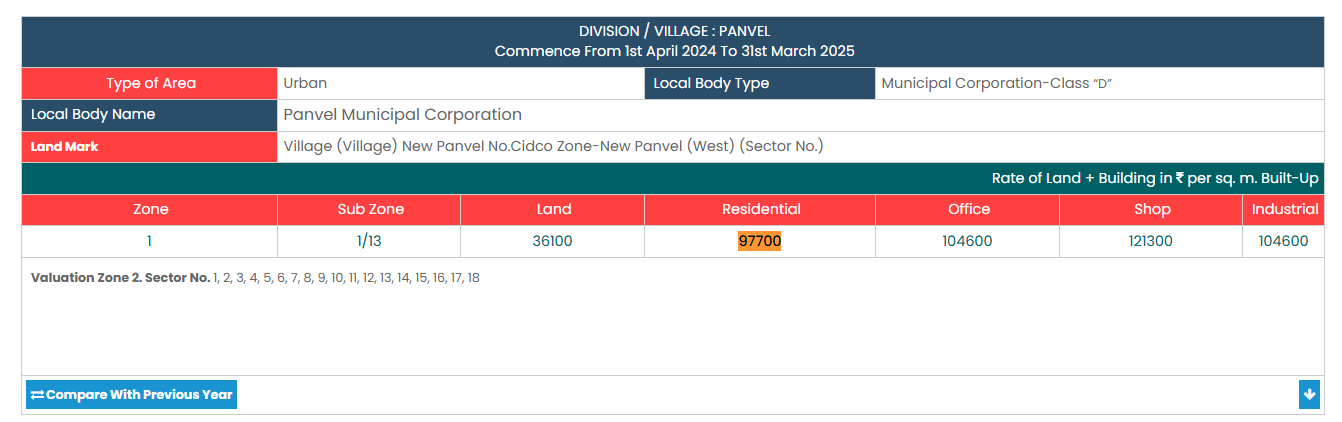 DIVISION / VILLAGE : PANVEL
Commence From 1st April 2024 To 31st March 2025
Type of Area Urban Local Body Type Municipal Corporation-Class “D”
Local Body Name Panvel Municipal Corporation
Land Mark Village (Village) New Panvel No.Cidco Zone-New Panvel (West) (Sector No.)
Rate of Land + Building in ₹ per sq. m. Built-Up
Zone Sub Zone Land Residential Office Shop Industrial
1 1/13 36100 97700 104600 121300 104600
Valuation Zone 2. Sector No. 1, 2, 3, 4, 5, 6, 7, 8, 9, 10, 11, 12, 13, 14, 15, 16, 17, 18
Compare With Previous Year